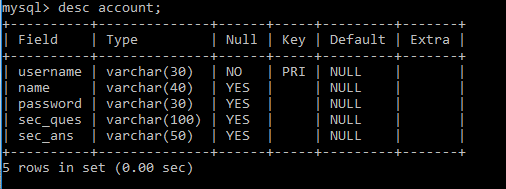 mysql> desc account;
+----------+--------------+------+-----+---------+-------+
| Field    | Type         | Null | Key | Default | Extra |
+----------+--------------+------+-----+---------+-------+
| username | varchar(30)  | NO   | PRI | NULL    |       |
| name     | varchar(40)  | YES  |     | NULL    |       |
| password | varchar(30)  | YES  |     | NULL    |       |
| sec_ques | varchar(100) | YES  |     | NULL    |       |
| sec_ans  | varchar(50)  | YES  |     | NULL    |       |
+----------+--------------+------+-----+---------+-------+
5 rows in set (0.00 sec)